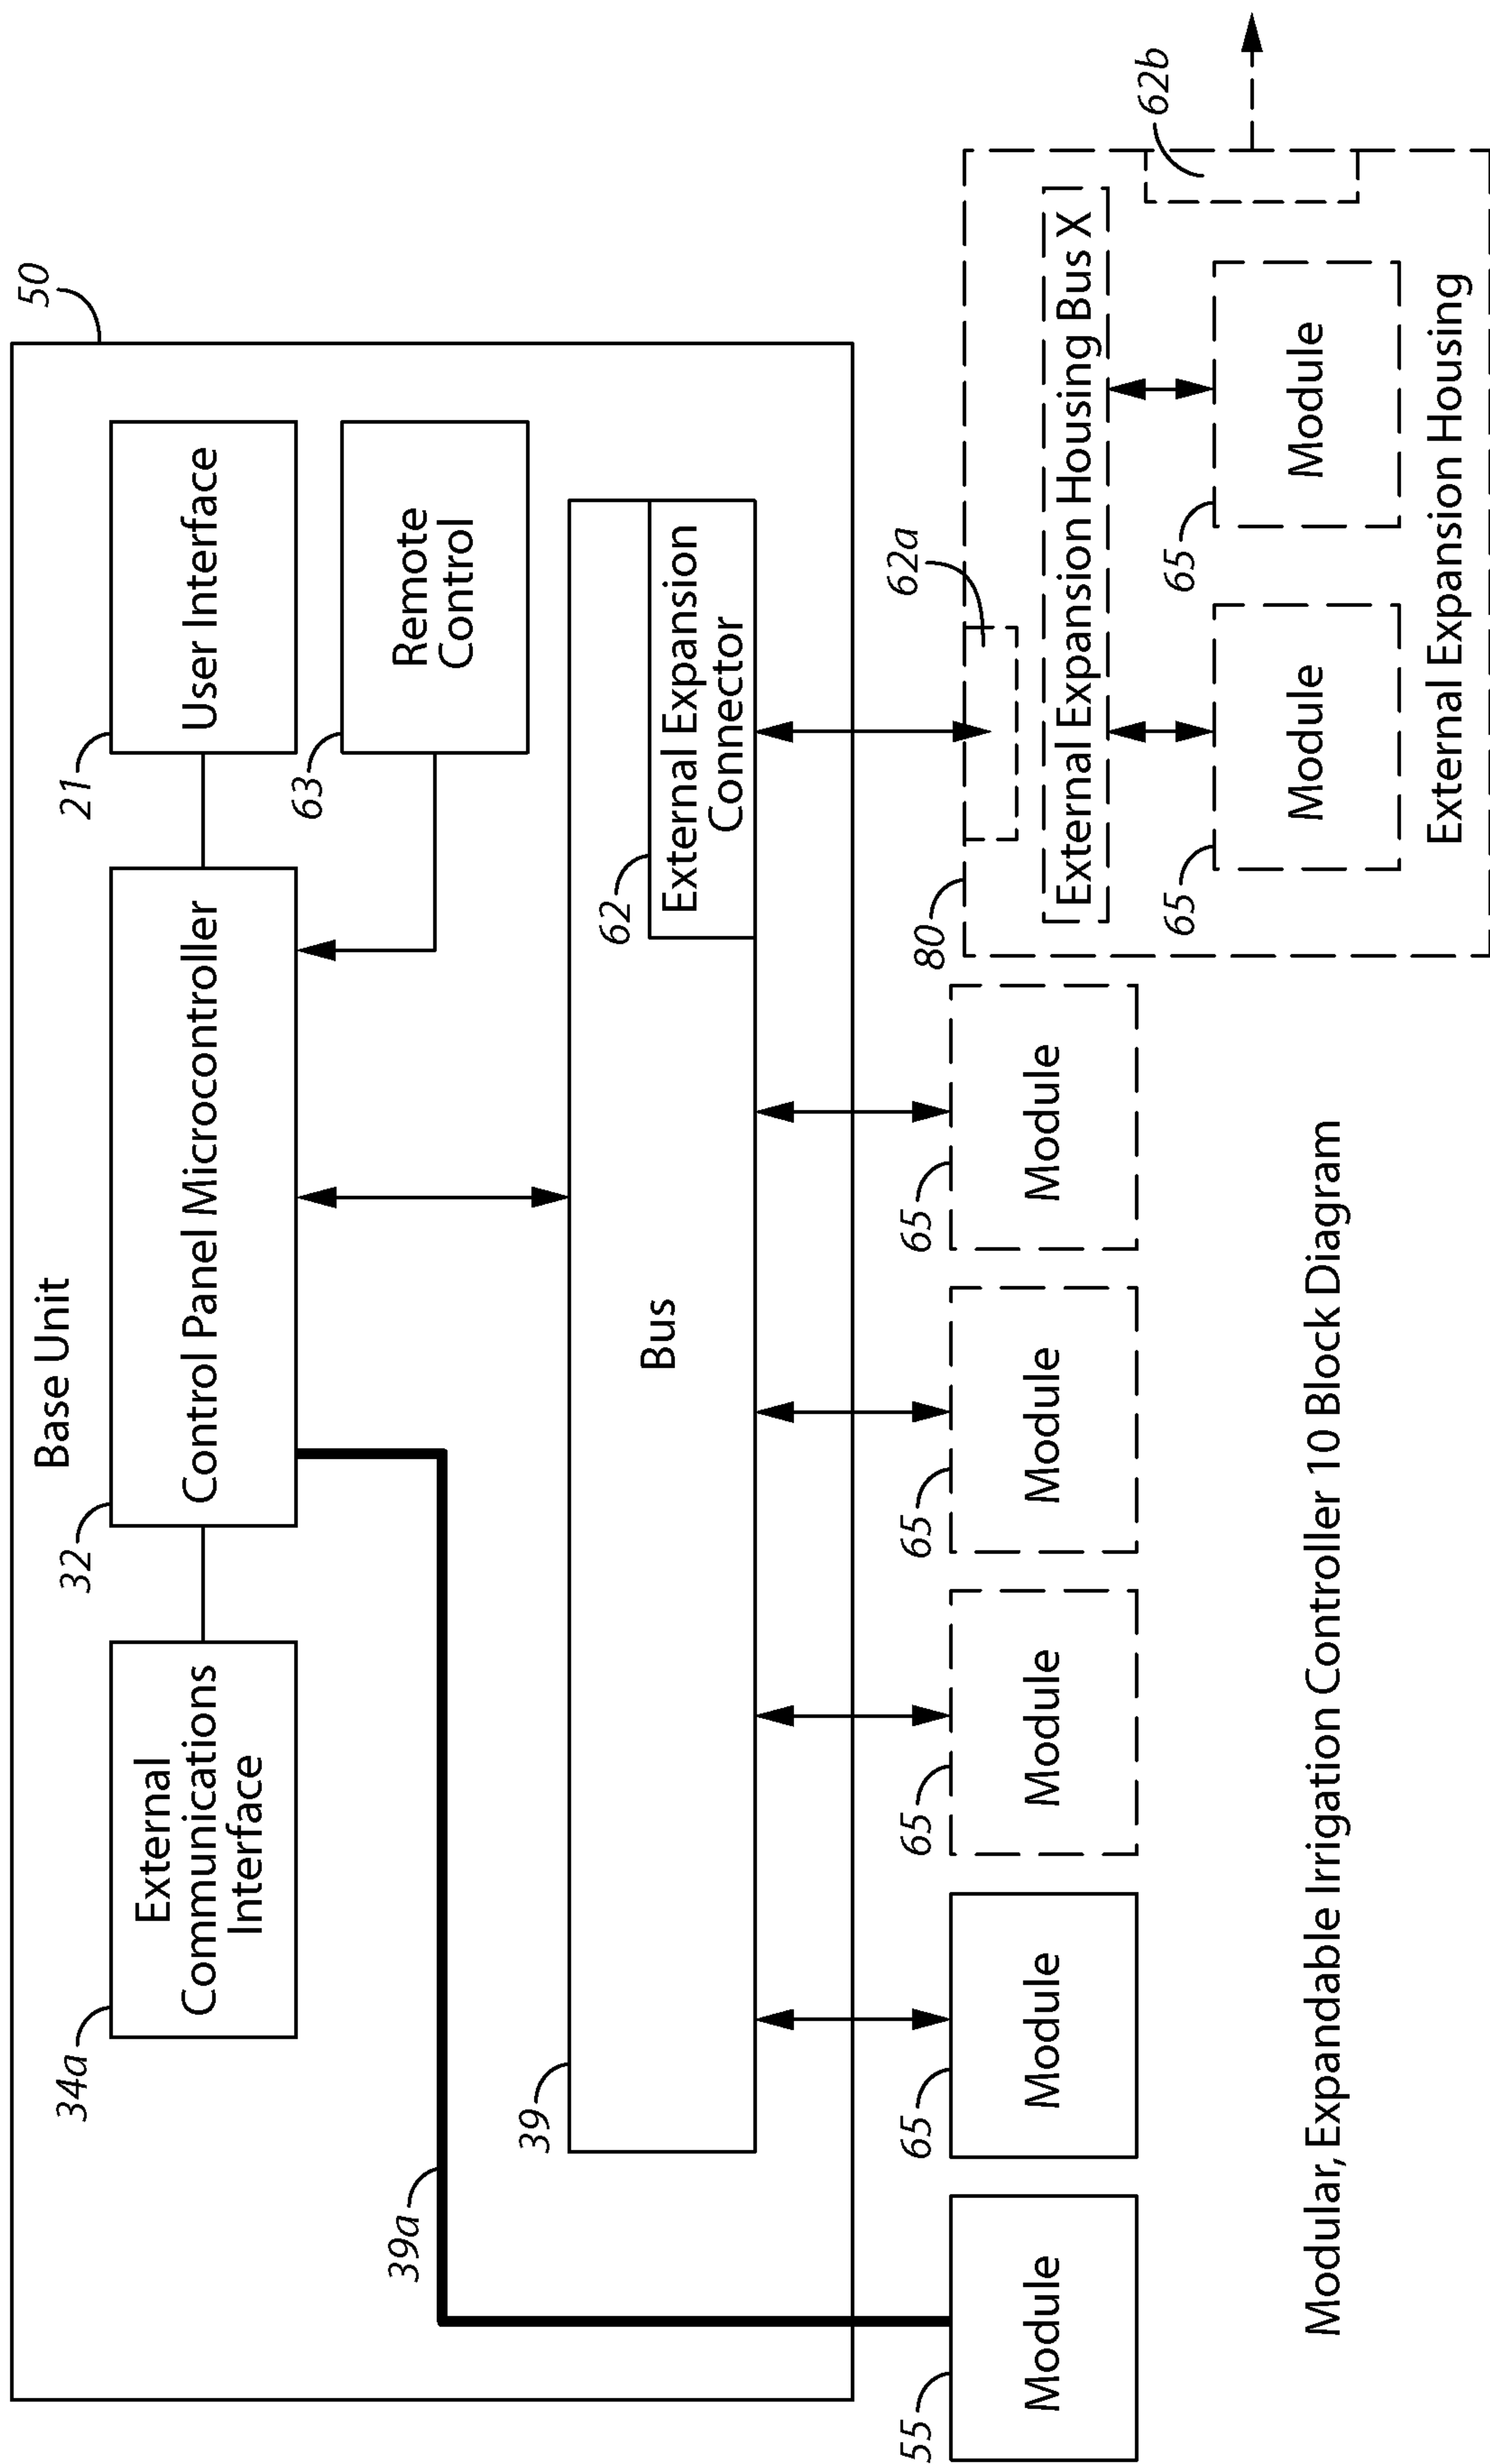 50
Base Unit
34a
External
Communications
Interface
32
Control Panel Microcontroller
21
User Interface
63
Remote
Control
39a
39
Bus
62
External Expansion
Connector
55
Module
65
Module
65
Module
65
Module
65
Module
80
62a
External Expansion Housing Bus X
62b
65
Module
65
Module
External Expansion Housing
Modular, Expandable Irrigation Controller 10 Block Diagram